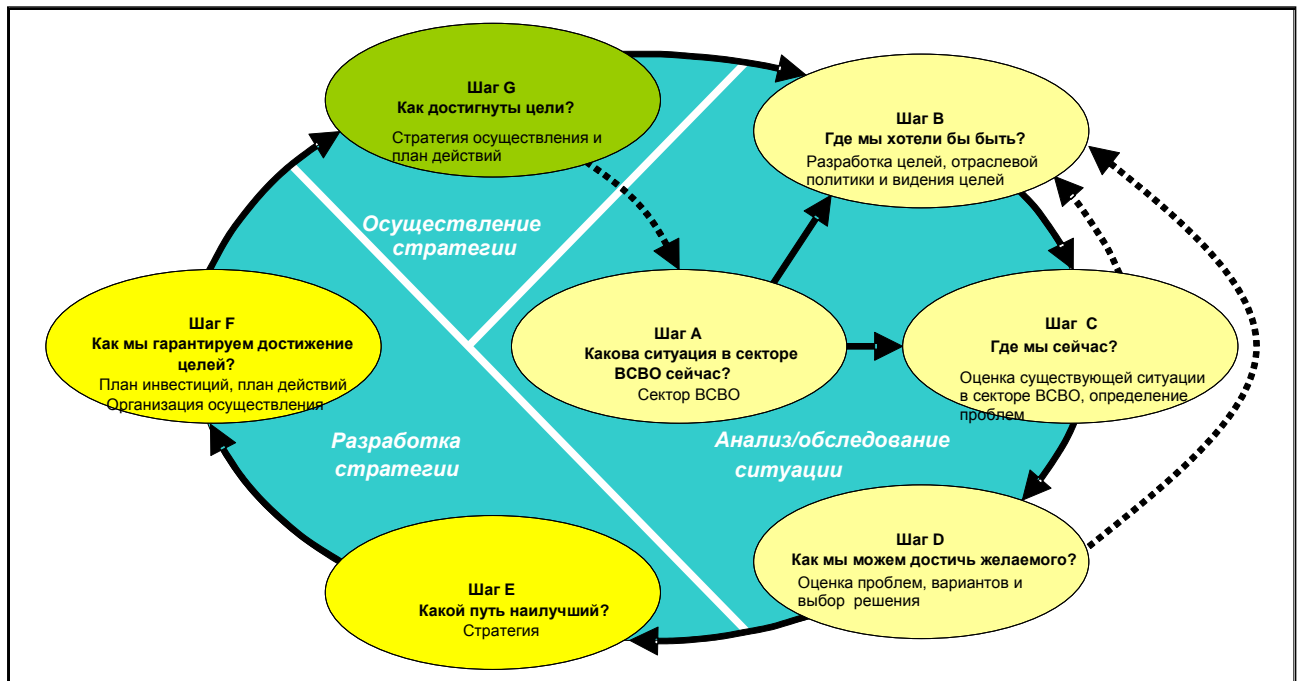 Шаг G
Как достигнуты цели?
Стратегия осуществления и
план действий
Шаг B
Где мы хотели бы быть?
Разработка целей, отраслевой
политики и видения целей
Осуществление
стратегии
Шаг F
Как мы гарантируем достижение
целей?
План инвестиций, план действий
Организация осуществления
Шаг A
Какова ситуация в секторе
ВСВО сейчас?
Сектор ВСВО
Шаг C
Где мы сейчас?
Оценка существующей ситуации
в секторе ВСВО, определение
проблем
Разработка
стратегии
Анализ/обследование
ситуации
Шаг D
Как мы можем достичь желаемого?
Оценка проблем, вариантов и
выбор решения
Шаг E
Какой путь наилучший?
Стратегия